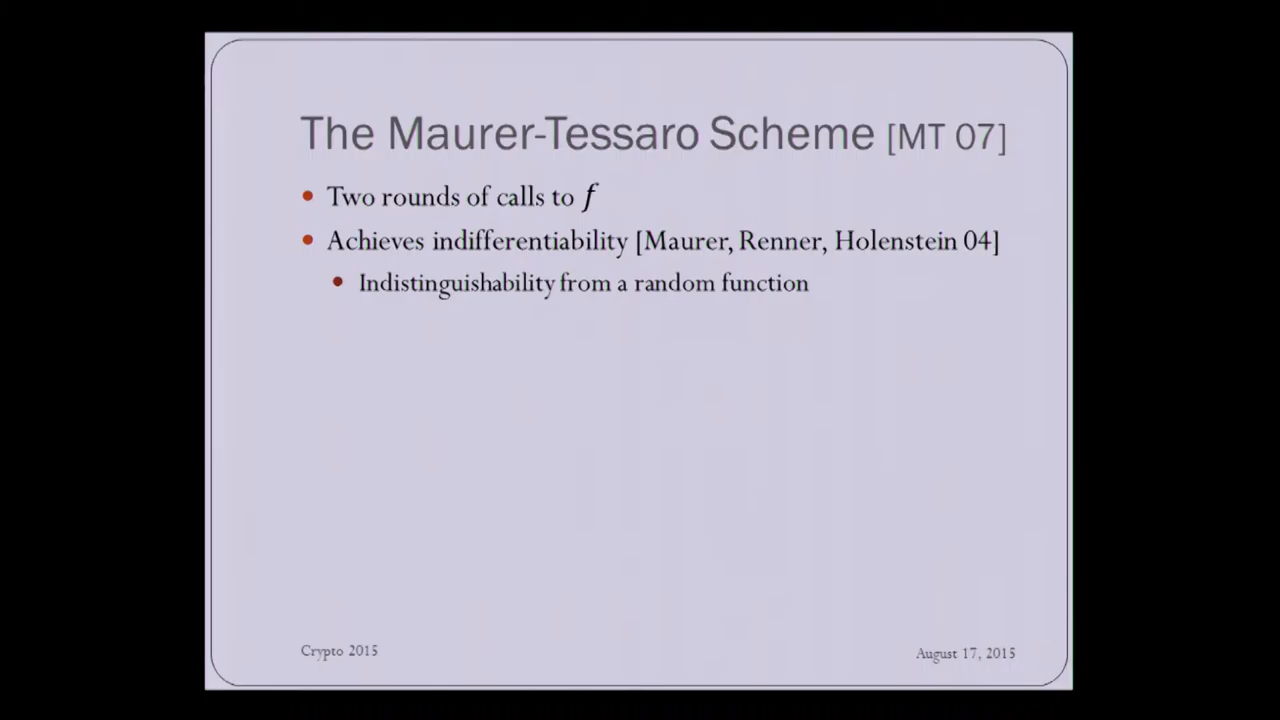 The Maurer-Tessaro Scheme [MT 07]
• Two rounds of calls to f
• Achieves indifferentiability [Maurer, Renner, Holenstein 04]
• Indistinguishability from a random function
Crypto 2015
August 17, 2015